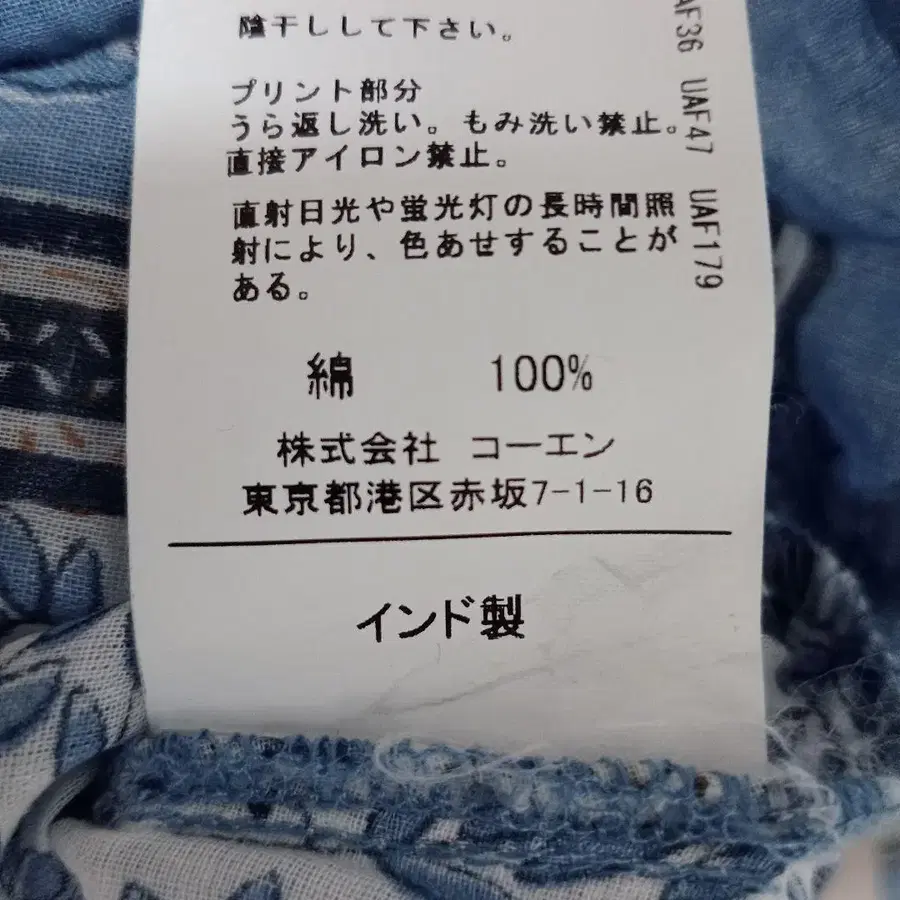 陰干しして下さい。
プリント部分
うら返し洗い。もみ洗い禁止。
直接アイロン禁止。
直射日光や蛍光灯の長時間照
射により、色あせすることが
ある。
綿 100%
株式会社 コーエン
東京都港区赤坂7-1-16
インド製
UAF36 UAF47 UAF179